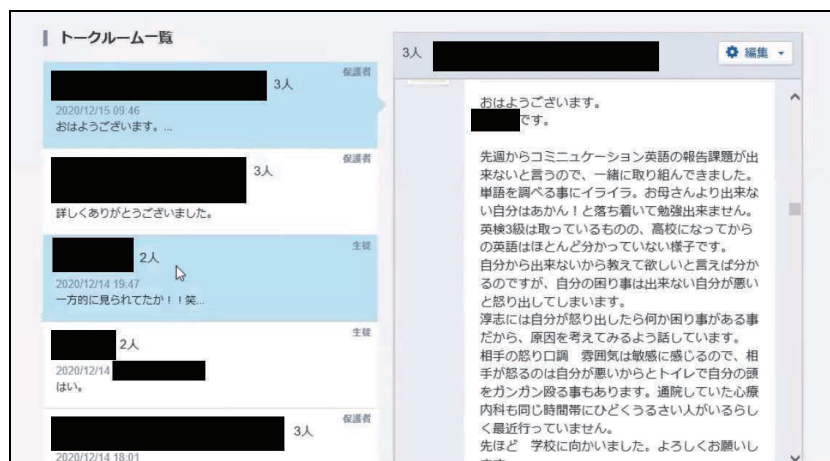 トークルーム一覧
3人
保護者
2020/12/15 09:46
おはようございます。...
3人
保護者
詳しくありがとうございました。
2人
生徒
2020/12/14 19:47
一方的に見られてたか！！笑...
2人
生徒
2020/12/14
はい。
3人
保護者
2020/12/14 18:01
3人
編集
おはようございます。
です。
先週からコミニュケーション英語の報告課題が出
来ないと言うので、一緒に取り組んできました。
単語を調べる事にイライラ。お母さんより出来な
い自分はあかん！と落ち着いて勉強出来ません。
英検3級は取っているものの、高校になってから
の英語はほとんど分かっていない様子です。
自分から出来ないから教えて欲しいと言えば分か
るのですが、自分の困り事は出来ない自分が悪い
と怒り出してしまいます。
淳志には自分が怒り出したら何か困り事がある事
だから、原因を考えてみるよう話しています。
相手の怒り口調　雰囲気は敏感に感じるので、相
手が怒るのは自分が悪いからとトイレで自分の頭
をガンガン殴る事もあります。通院していた心療
内科も同じ時間帯にひどくうるさい人がいるらし
く最近行っていません。
先ほど　学校に向かいました。よろしくお願いし